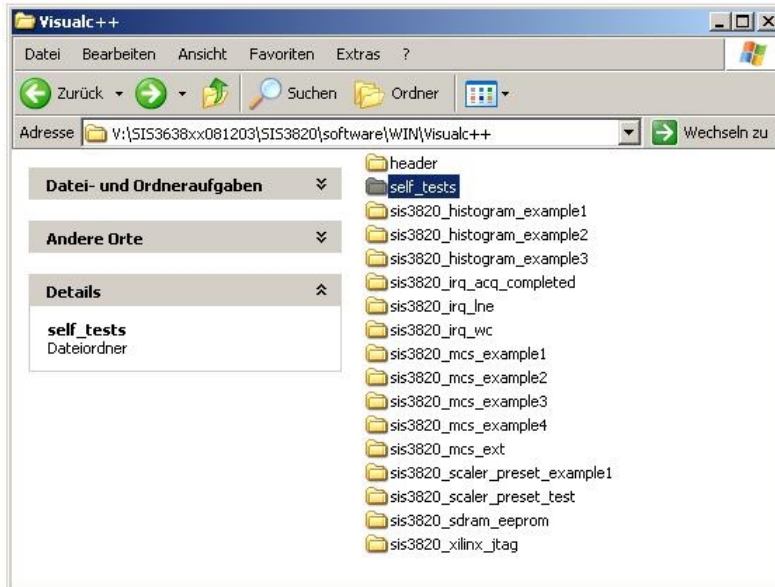 Visualc++
Datei Bearbeiten Ansicht Favoriten Extras ?
Zurück Suchen Ordner
Adresse V:\SIS3638xx081203\SIS3820\software\WIN\Visualc++ Wechseln zu
Datei- und Ordneraufgaben
Andere Orte
Details
self_tests
Dateiordner
header
self_tests
sis3820_histogram_example1
sis3820_histogram_example2
sis3820_histogram_example3
sis3820_irq_acq_completed
sis3820_irq_lne
sis3820_irq_wc
sis3820_mcs_example1
sis3820_mcs_example2
sis3820_mcs_example3
sis3820_mcs_example4
sis3820_mcs_ext
sis3820_scaler_preset_example1
sis3820_scaler_preset_test
sis3820_sdram_eeprom
sis3820_xilinx_jtag